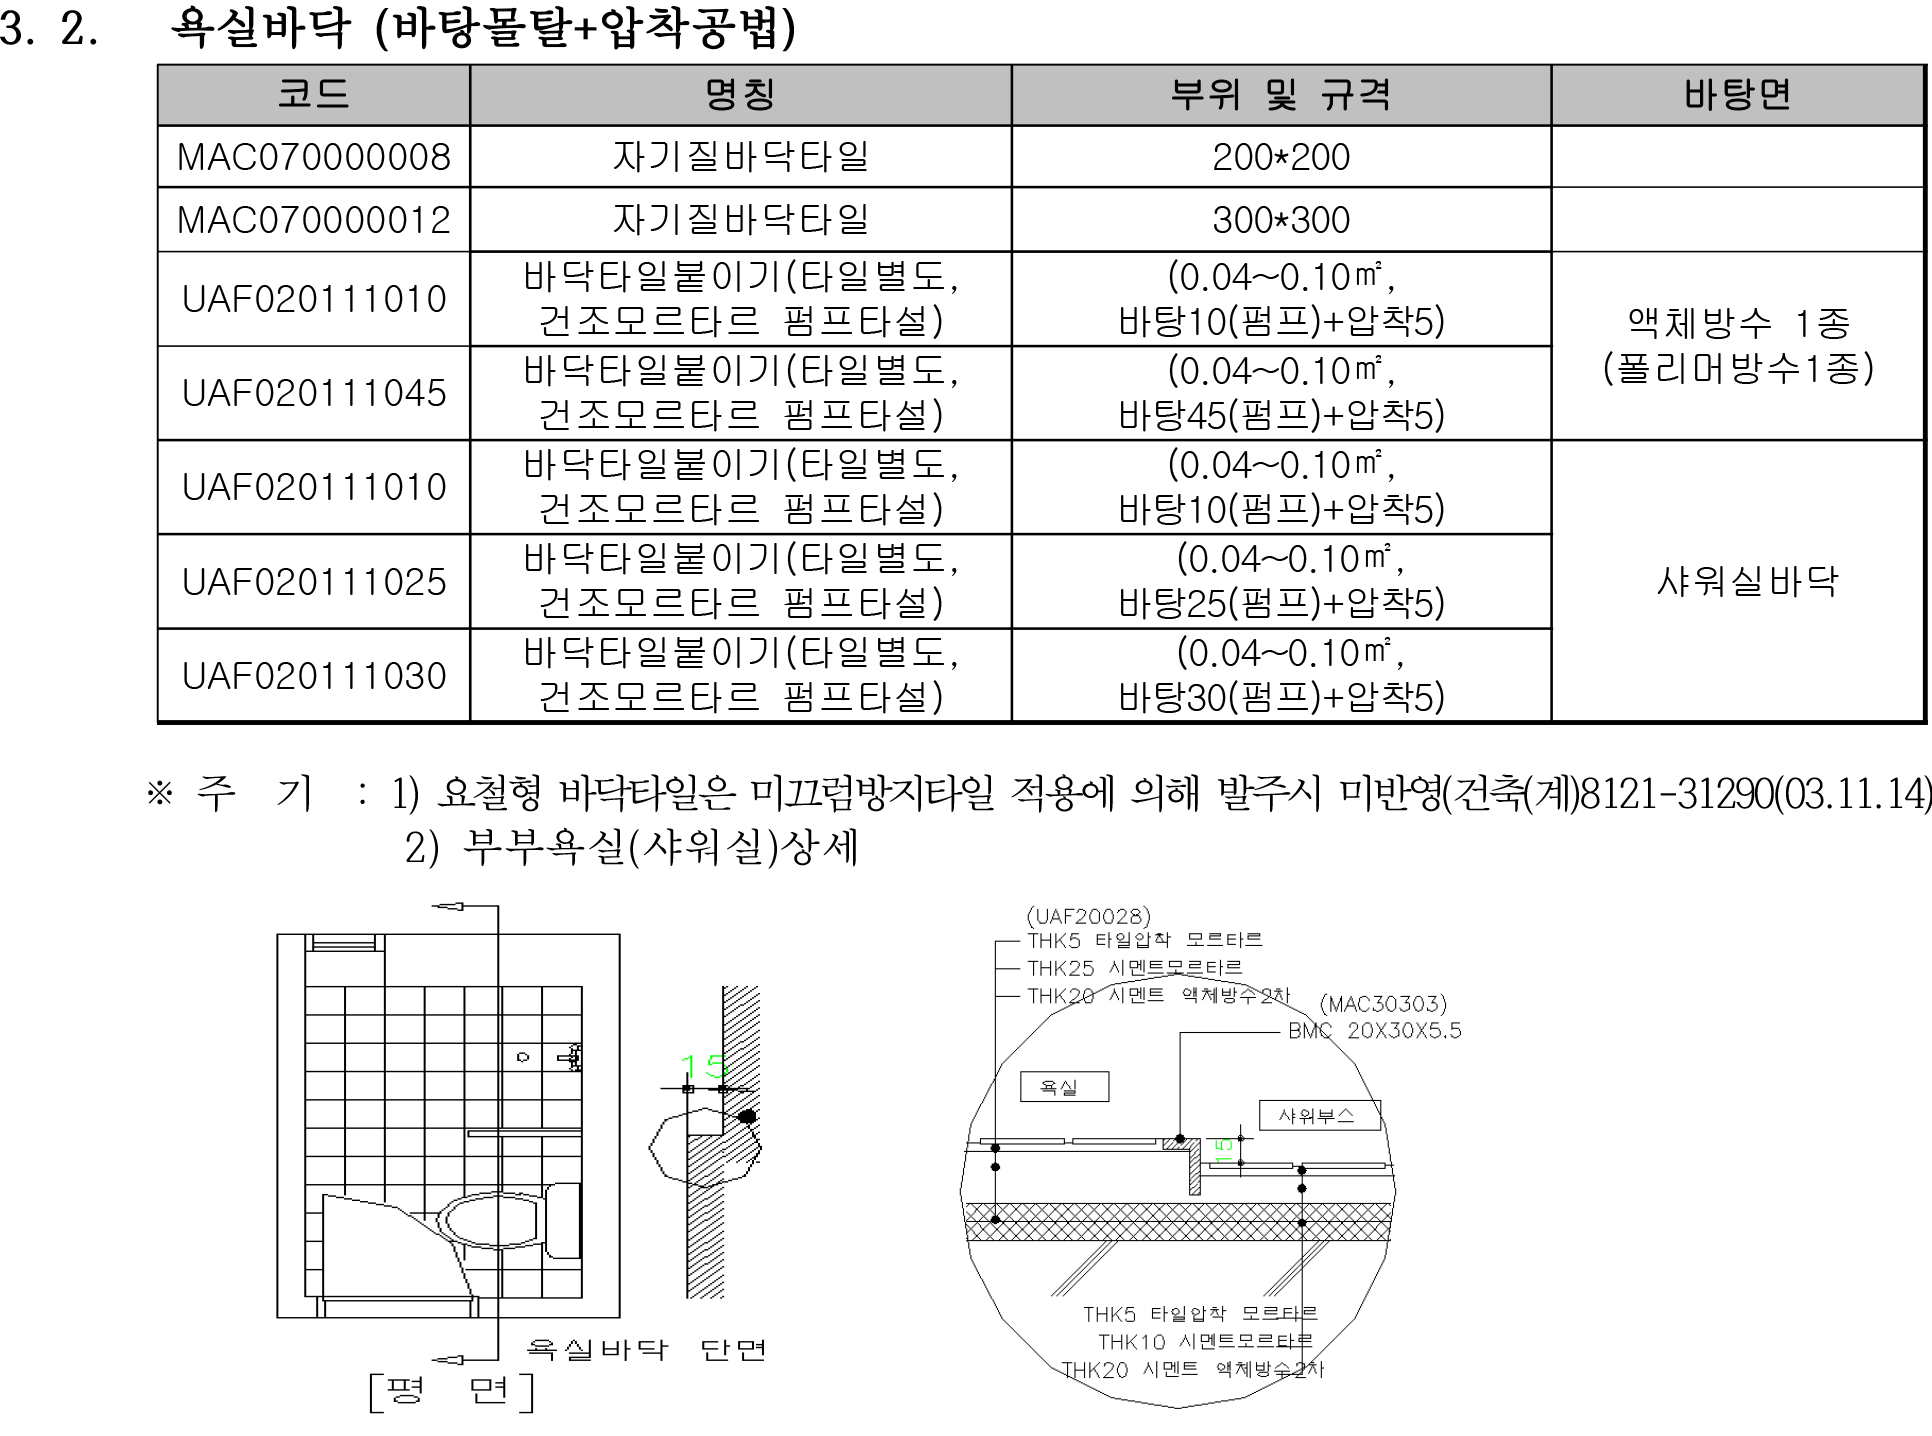 3. 2. 욕실바닥 (바탕몰탈+압착공법)
코드 명칭 부위 및 규격 바탕면
MAC070000008 자기질바닥타일 200*200
MAC070000012 자기질바닥타일 300*300
UAF020111010 바닥타일붙이기(타일별도, 건조모르타르 펌프타설) (0.04~0.10㎡, 바탕10(펌프)+압착5)
액체방수 1종
(폴리머방수1종)
UAF020111045 바닥타일붙이기(타일별도, 건조모르타르 펌프타설) (0.04~0.10㎡, 바탕45(펌프)+압착5)
UAF020111010 바닥타일붙이기(타일별도, 건조모르타르 펌프타설) (0.04~0.10㎡, 바탕10(펌프)+압착5)
UAF020111025 바닥타일붙이기(타일별도, 건조모르타르 펌프타설) (0.04~0.10㎡, 바탕25(펌프)+압착5)
샤워실바닥
UAF020111030 바닥타일붙이기(타일별도, 건조모르타르 펌프타설) (0.04~0.10㎡, 바탕30(펌프)+압착5)
※ 주 기 : 1) 요철형 바닥타일은 미끄럼방지타일 적용에 의해 발주시 미반영(건축(계)8121-31290(03.11.14)
2) 부부욕실(샤워실)상세
15
욕실바닥 단면
[평 면]
(UAF20028)
THK5 타일압착 모르타르
THK25 시멘트모르타르
THK20 시멘트 액체방수2차
(MAC30303)
BMC 20X30X5.5
욕실
샤워부스
15
THK5 타일압착 모르타르
THK10 시멘트모르타르
THK20 시멘트 액체방수2차